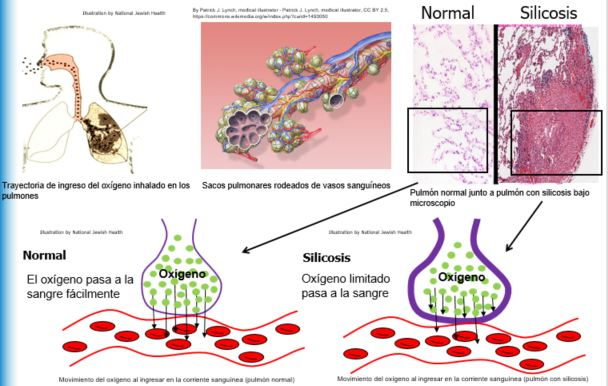 Illustration by National Jewish Health
By Patrick J. Lynch, medical illustrator - Patrick J. Lynch, medical illustrator, CC BY 2.5,
https://commons.wikimedia.org/w/index.php?curid=1493050
Normal
Silicosis
Trayectoria de ingreso del oxígeno inhalado en los
pulmones
Sacos pulmonares rodeados de vasos sanguíneos
Pulmón normal junto a pulmón con silicosis bajo
microscopio
Illustration by National Jewish Health
Normal
El oxígeno pasa a la
sangre fácilmente
Oxígeno
Movimiento del oxígeno al ingresar en la corriente sanguínea (pulmón normal)
Illustration by National Jewish Health
Silicosis
Oxígeno limitado
pasa a la sangre
Oxígeno
Movimiento del oxígeno al ingresar en la corriente sanguínea (pulmón con silicosis)